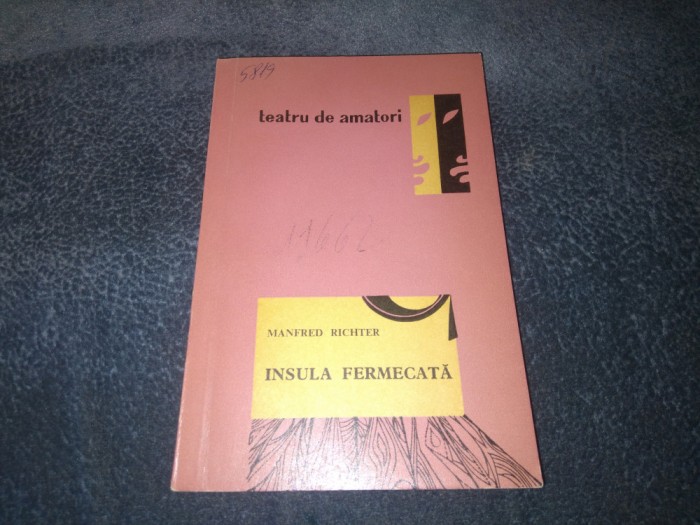 5819
teatru de amatori
11662
MANFRED RICHTER
INSULA FERMECATĂ